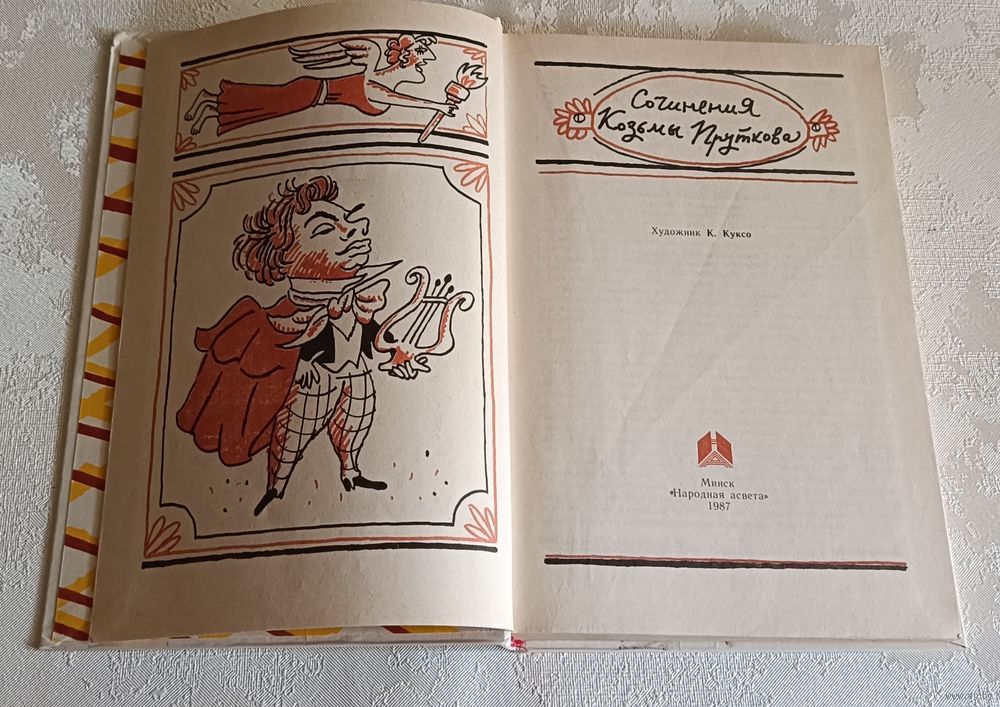 Сочинения
Козьмы Пруткова
Художник К. Куксо
Минск
«Народная асвета»
1987